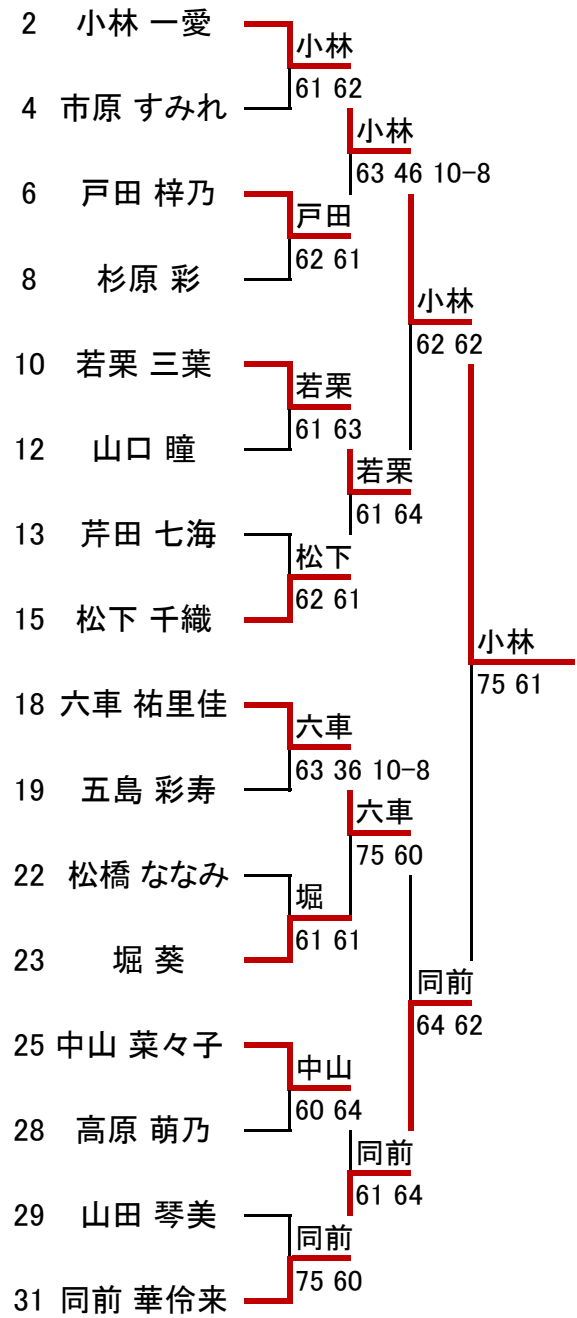 2 小林 一愛
小林
61 62
4 市原 すみれ
小林
63 46 10-8
6 戸田 梓乃
戸田
62 61
8 杉原 彩
小林
62 62
10 若栗 三葉
若栗
61 63
12 山口 瞳
若栗
61 64
13 芹田 七海
松下
62 61
15 松下 千織
小林
75 61
18 六車 祐里佳
六車
63 36 10-8
19 五島 彩寿
六車
75 60
22 松橋 ななみ
堀
61 61
23 堀 葵
同前
64 62
25 中山 菜々子
中山
60 64
28 高原 萌乃
同前
61 64
29 山田 琴美
同前
75 60
31 同前 華伶来